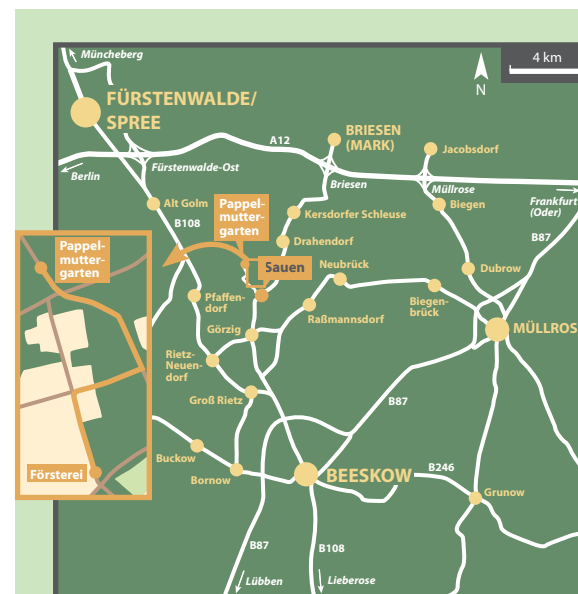 Müncheberg
4 km
N
FÜRSTENWALDE/
SPREE
A12
BRIESEN
(MARK)
Jacobsdorf
Fürstenwalde-Ost
Berlin
Briesen
Müllrose
Frankfurt
(Oder)
Alt Golm
Pappel-
mutter-
garten
Kersdorfer Schleuse
Biegen
B108
B87
Drahendorf
Pappel-
mutter-
garten
Sauen
Neubrück
Dubrow
Pfaffen-
dorf
Biegen-
brück
Raßmannsdorf
Görzig
MÜLLROS
Rietz-
Neuen-
dorf
Groß Rietz
B87
Buckow
Försterei
Bornow
BEESKOW
B246
Grunow
B87
B108
Lübben
Lieberose